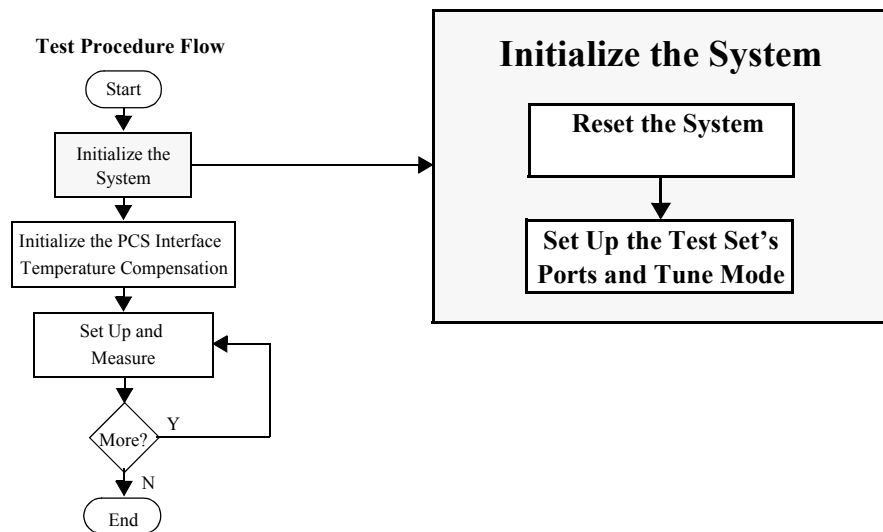 Test Procedure Flow
Start
Initialize the
System
Initialize the PCS Interface
Temperature Compensation
Set Up and
Measure
More?
Y
N
End
Initialize the System
Reset the System
Set Up the Test Set's
Ports and Tune Mode